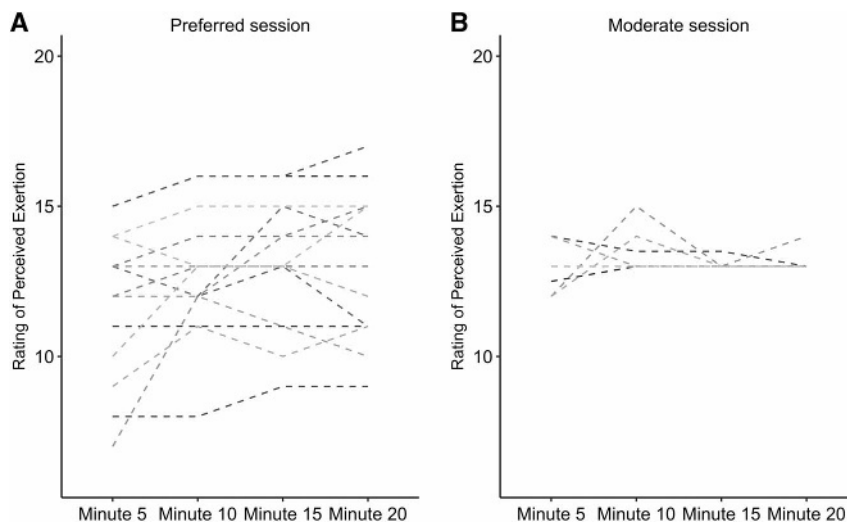 A
Preferred session
Rating of Perceived Exertion
20
15
10
Minute 5 Minute 10 Minute 15 Minute 20
B
Moderate session
Rating of Perceived Exertion
20
15
10
Minute 5 Minute 10 Minute 15 Minute 20